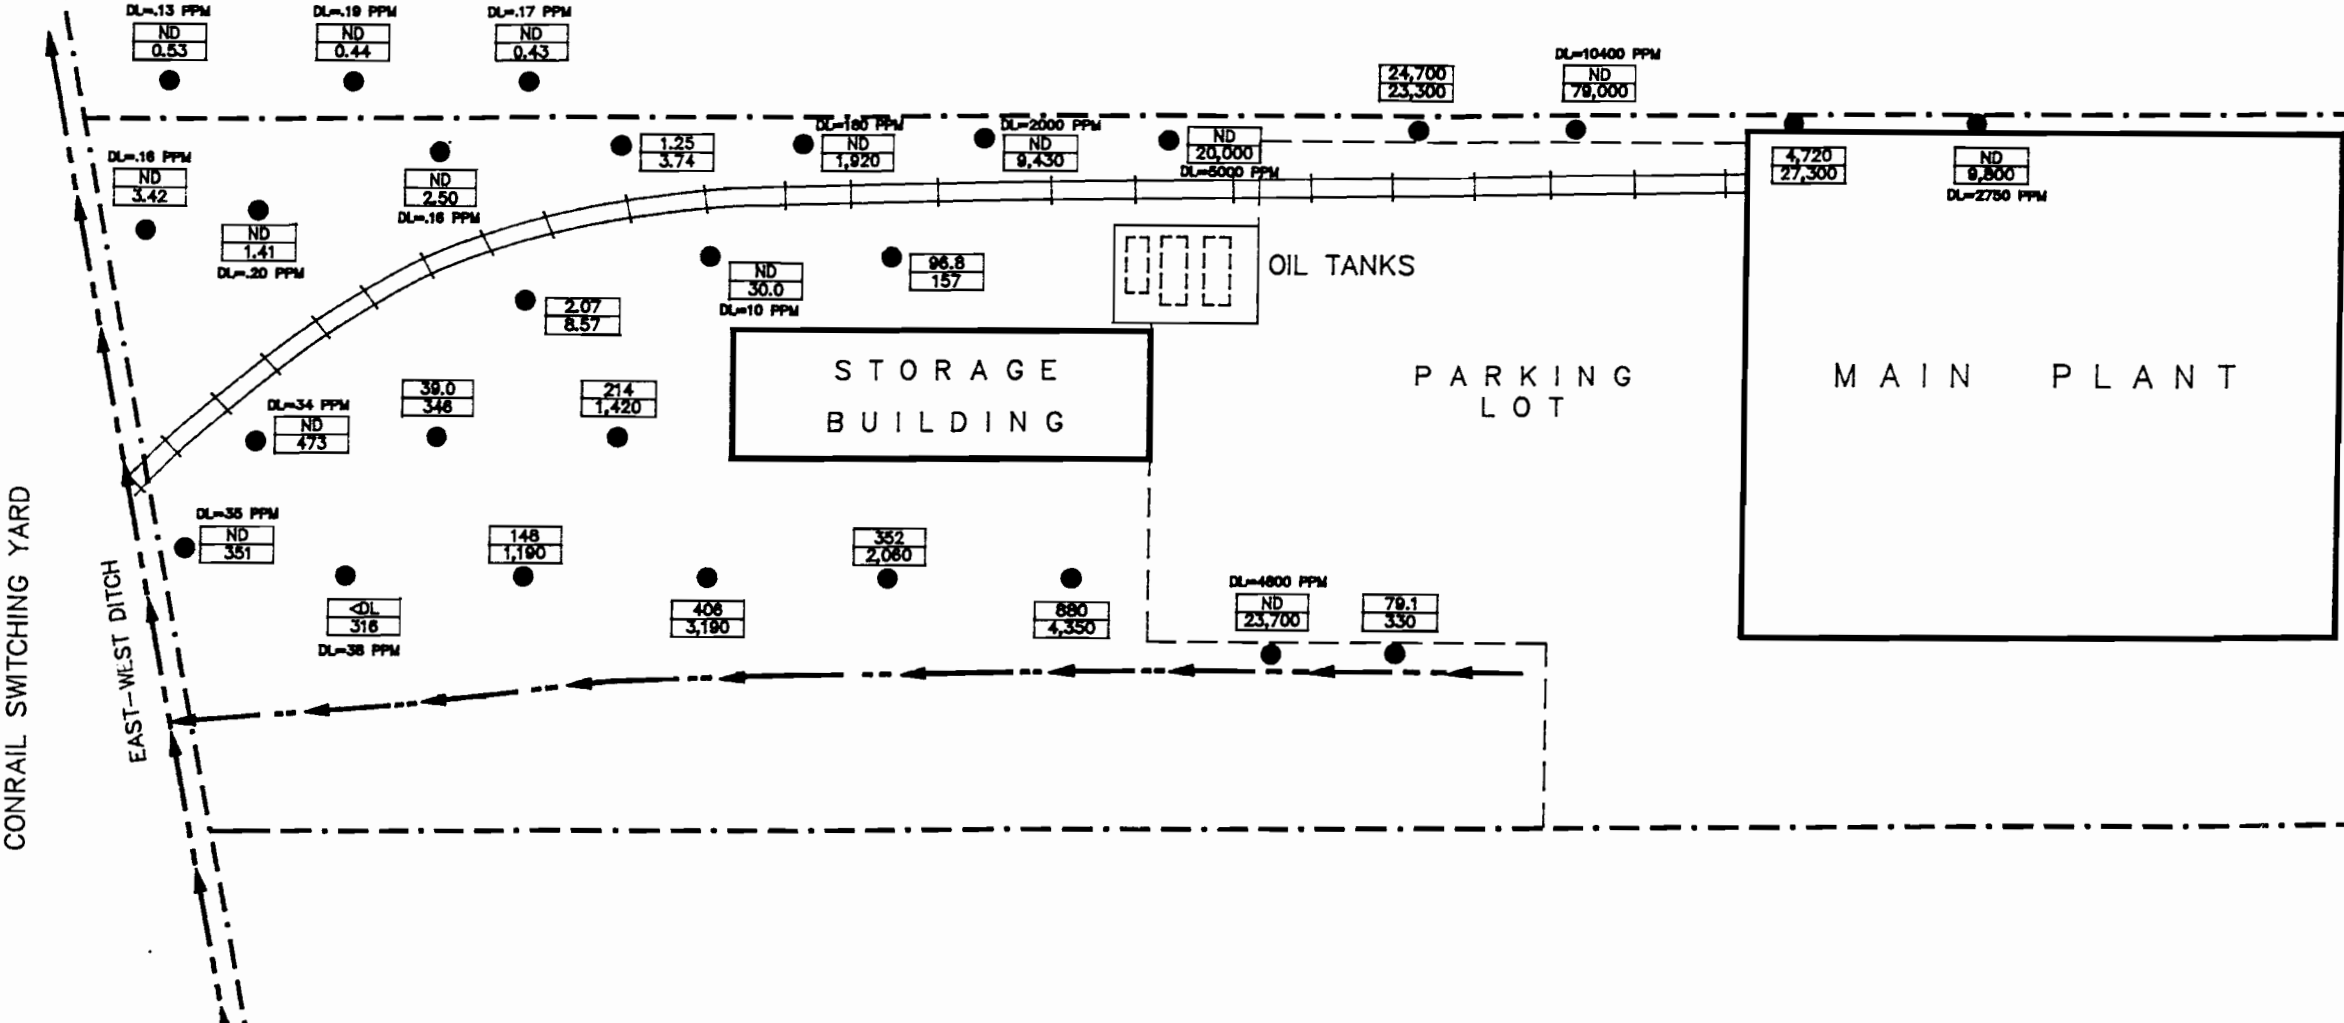 DL=.13 PPM
ND
0.53
DL=.19 PPM
ND
0.44
DL=.17 PPM
ND
0.43
24,700
23,300
DL=10400 PPM
ND
79,000
DL=.16 PPM
ND
3.42
ND
2.50
DL=.16 PPM
1.25
3.74
DL=180 PPM
ND
1,920
DL=2000 PPM
ND
9,430
ND
20,000
DL=5000 PPM
4,720
27,300
ND
9,800
DL=2750 PPM
ND
1.41
DL=.20 PPM
2.07
8.57
ND
30.0
DL=10 PPM
96.8
157
OIL TANKS
STORAGE
BUILDING
PARKING
LOT
MAIN PLANT
DL=34 PPM
ND
473
39.0
346
214
1,420
DL=35 PPM
ND
351
148
1,190
352
2,060
<DL
316
DL=38 PPM
406
3,190
880
4,350
DL=4800 PPM
ND
23,700
79.1
330
EAST-WEST DITCH
CONRAIL SWITCHING YARD